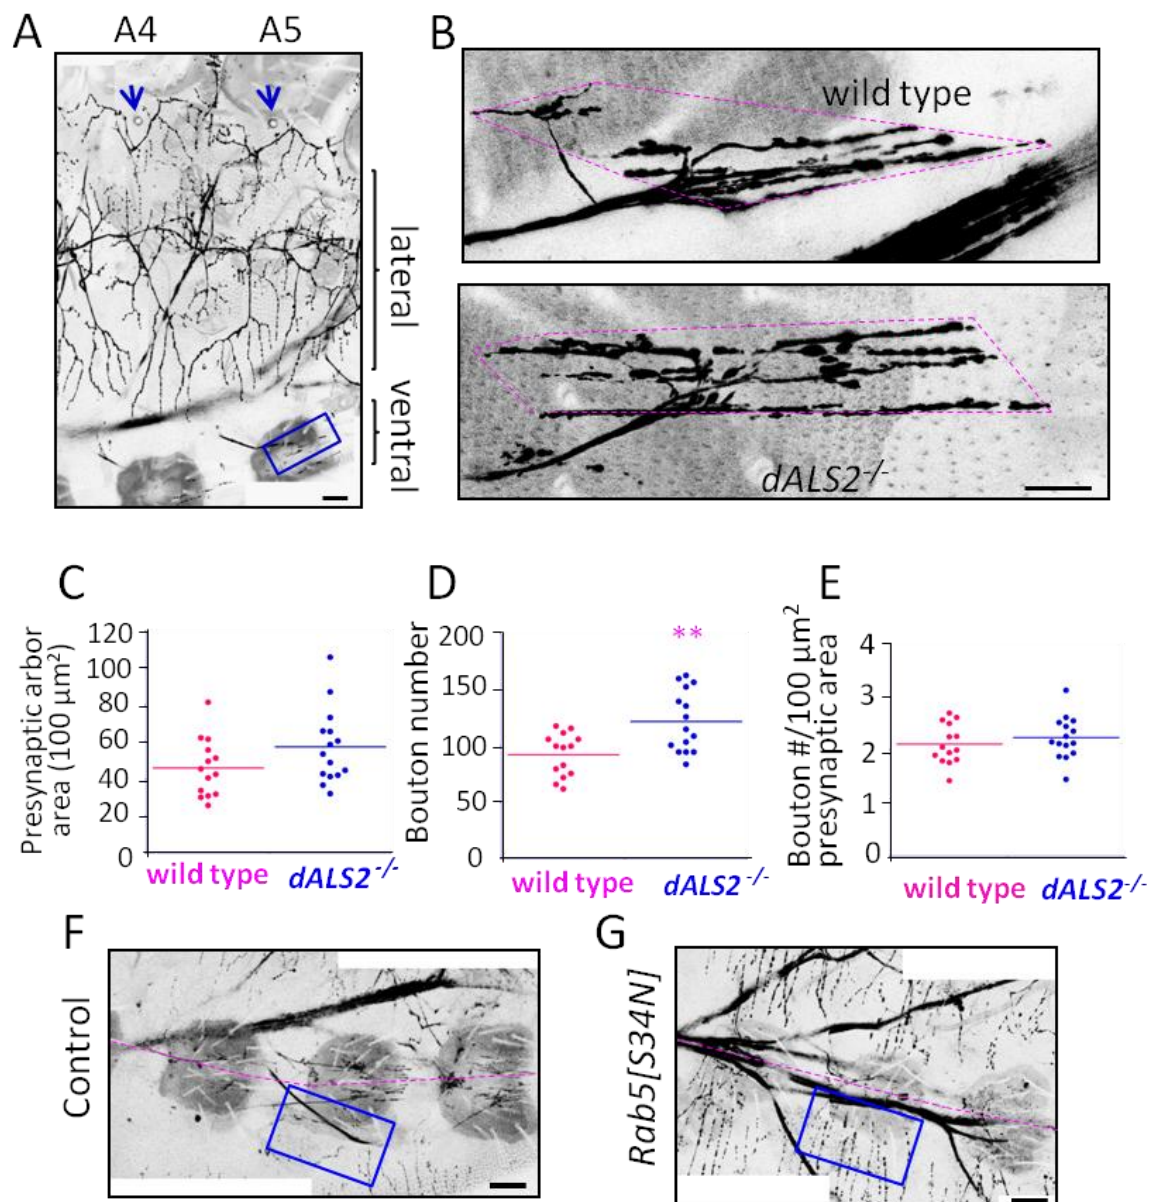 A
A4
A5
lateral
ventral
B
wild type
dALS2-/-
C
Presynaptic arbor
area (100 µm²)
120
100
80
60
40
20
0
wild type
dALS2-/-
D
Bouton number
200
150
100
50
0
**
wild type
dALS2-/-
E
Bouton #/100 µm²
presynaptic area
4
3
2
1
0
wild type
dALS2-/-
F
Control
G
Rab5[S34N]